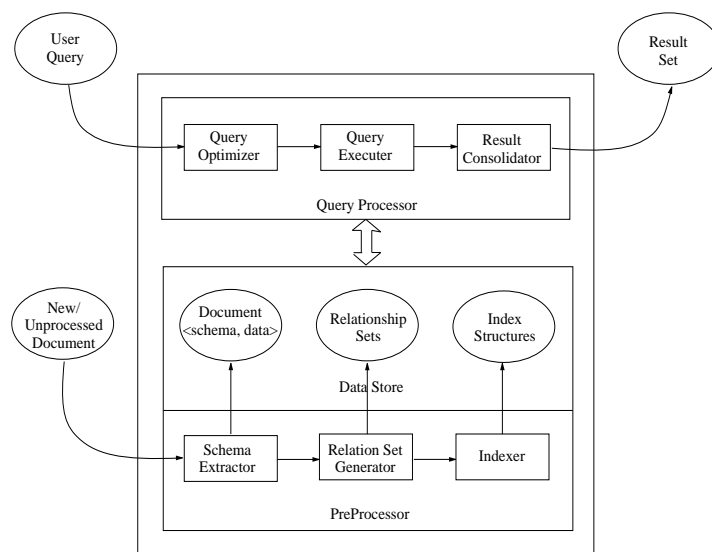 User
Query
Result
Set
Query
Optimizer
Query
Executer
Result
Consolidator
Query Processor
New/
Unprocessed
Document
Document
<schema, data>
Relationship
Sets
Index
Structures
Data Store
Schema
Extractor
Relation Set
Generator
Indexer
PreProcessor